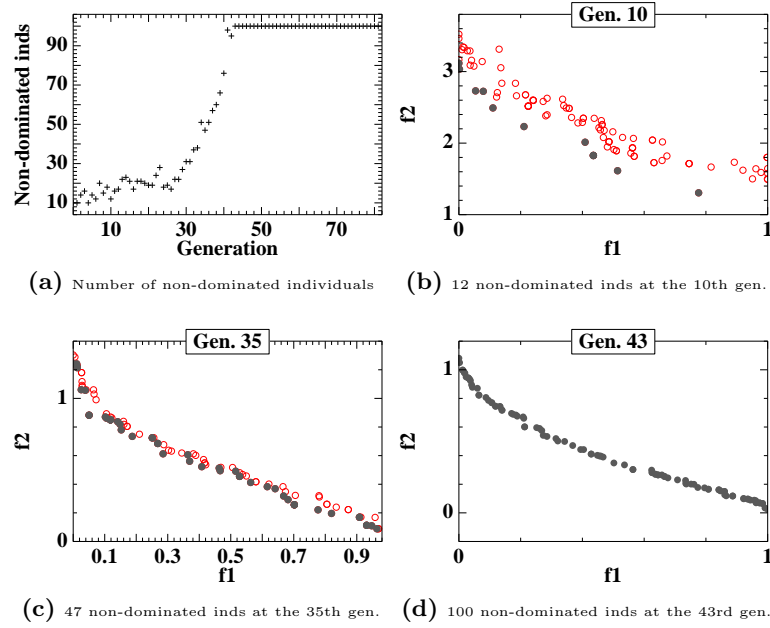 100
90
70
50
30
10
Non-dominated inds
10
30
50
70
Generation
(a) Number of non-dominated individuals
Gen. 10
3
2
1
f2
0
1
f1
(b) 12 non-dominated inds at the 10th gen.
Gen. 35
1
0
f2
0.1
0.3
0.5
0.7
0.9
f1
(c) 47 non-dominated inds at the 35th gen.
Gen. 43
1
0
f2
0
1
f1
(d) 100 non-dominated inds at the 43rd gen.